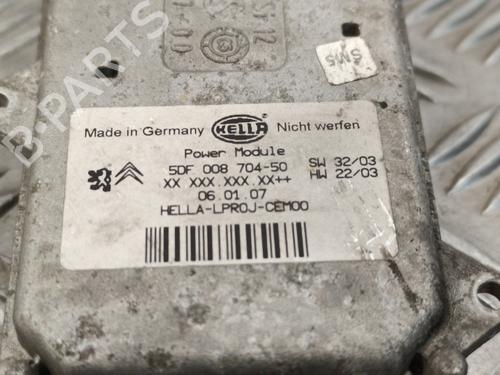 SM5
Made in Germany HELLA Nicht werfen
Power Module
5DF 008 704-50 SW 32/03
XX XXX.XXX.XX++ HW 22/03
06.01.07
HELLA-LPROJ-CEM00
B-PARTS